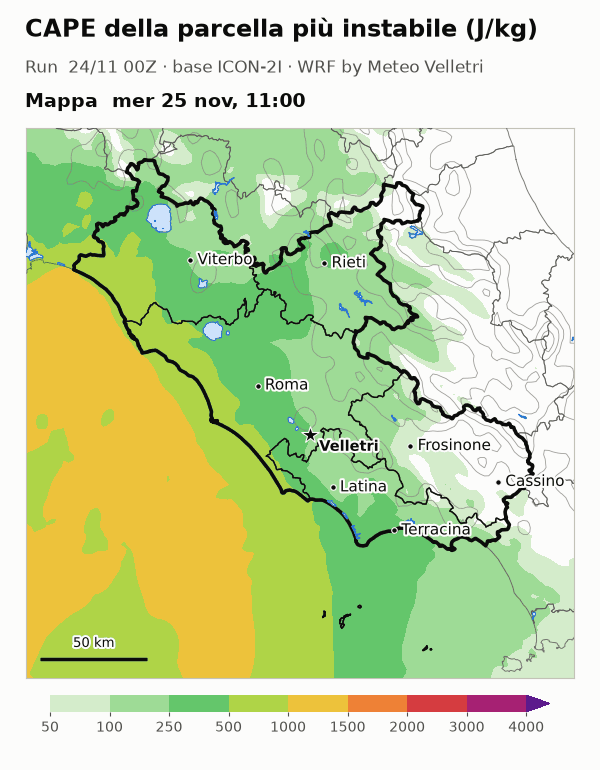 CAPE della parcella più instabile (J/kg)
Run  24/11 00Z · base ICON-2I · WRF by Meteo Velletri
Mappa  mer 25 nov, 11:00
Viterbo
Rieti
Roma
Velletri
Frosinone
Latina
Cassino
Terracina
50 km
50 100 250 500 1000 1500 2000 3000 4000